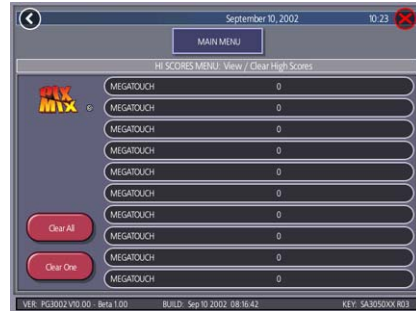 September 10, 2002 10:23
MAIN MENU
HI SCORES MENU: View / Clear High Scores
PIX MIX
MEGATOUCH 0
MEGATOUCH 0
MEGATOUCH 0
MEGATOUCH 0
MEGATOUCH 0
MEGATOUCH 0
MEGATOUCH 0
MEGATOUCH 0
MEGATOUCH 0
MEGATOUCH 0
Clear All
Clear One
VER: PG3002 V10.00 - Beta 1.00 BUILD: Sep 10 2002 08:16:42 KEY: SA3050XX R03